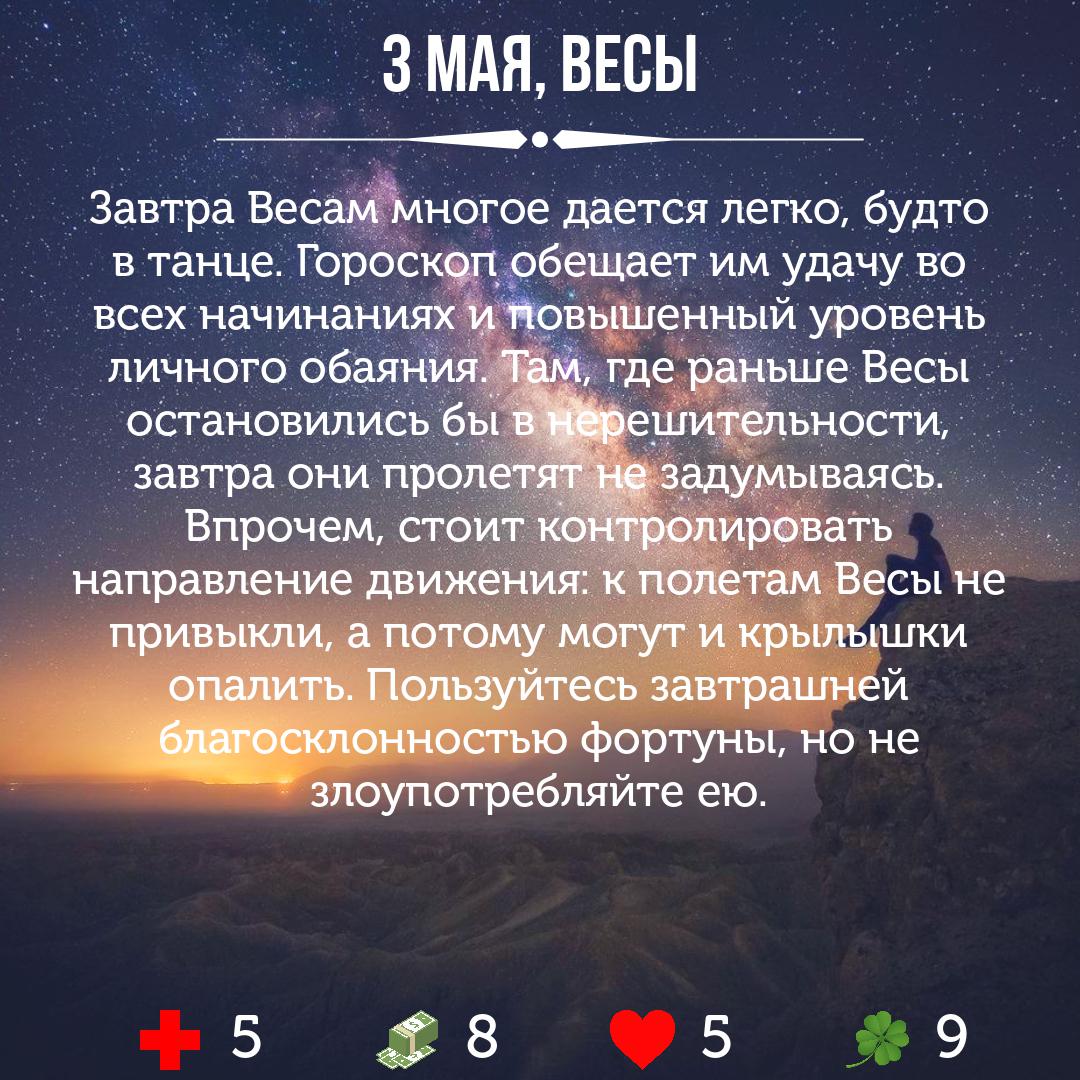 3 МАЯ, ВЕСЫ
Завтра Весам многое дается легко, будто
в танце. Гороскоп обещает им удачу во
всех начинаниях и повышенный уровень
личного обаяния. Там, где раньше Весы
остановились бы в нерешительности,
завтра они пролетят не задумываясь.
Впрочем, стоит контролировать
направление движения: к полетам Весы не
привыкли, а потому могут и крылышки
опалить. Пользуйтесь завтрашней
благосклонностью фортуны, но не
злоупотребляйте ею.
5 8 5 9